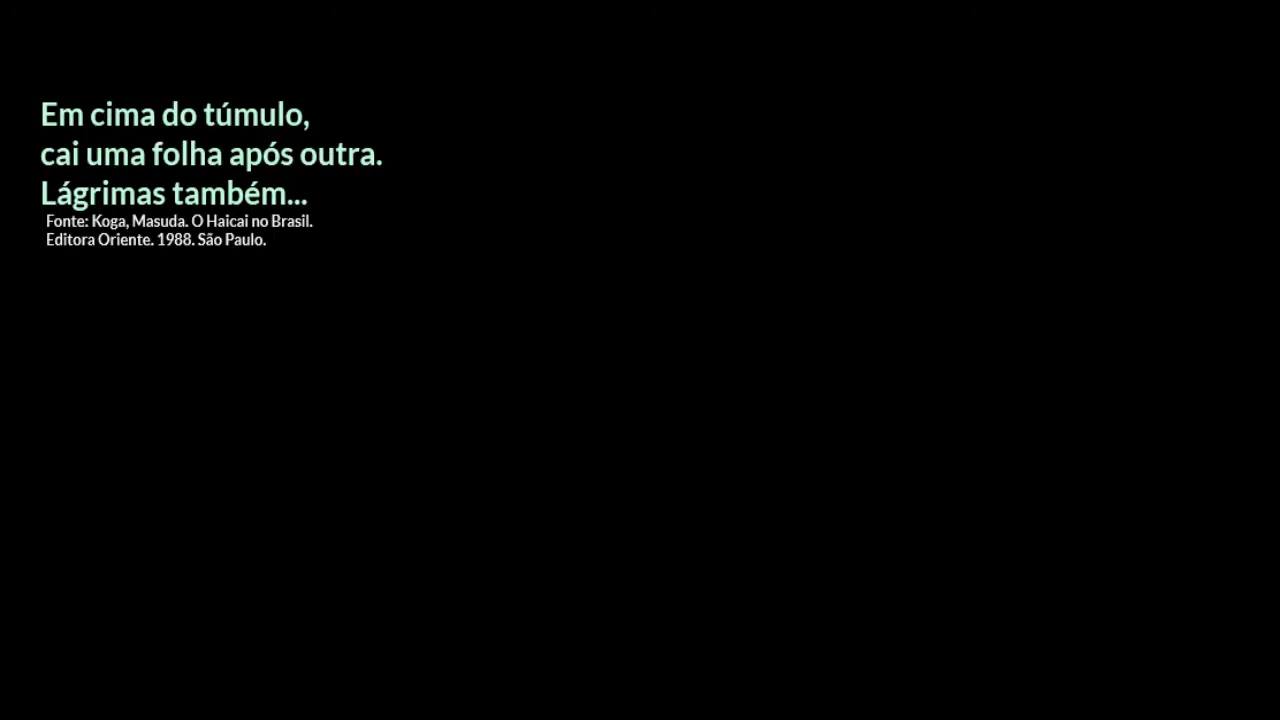 Em cima do túmulo,
cai uma folha após outra.
Lágrimas também...
Fonte: Koga, Masuda. O Haicai no Brasil.
Editora Oriente. 1988. São Paulo.